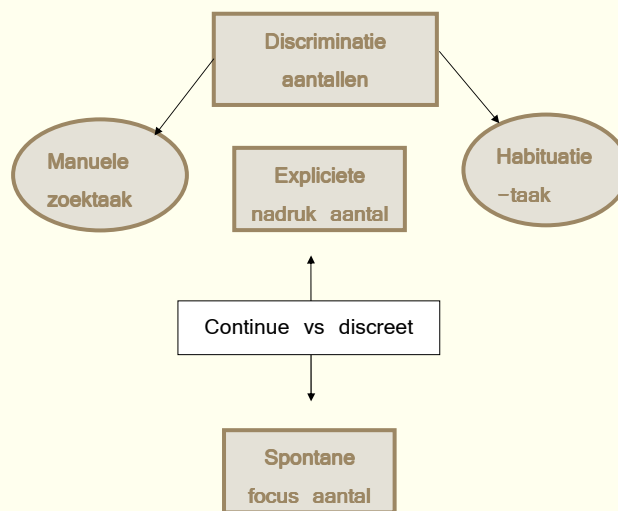 Discriminatie
aantallen
Manuele
zoektaak
Expliciete
nadruk aantal
Habituatie
–taak
Continue vs discreet
Spontane
focus aantal